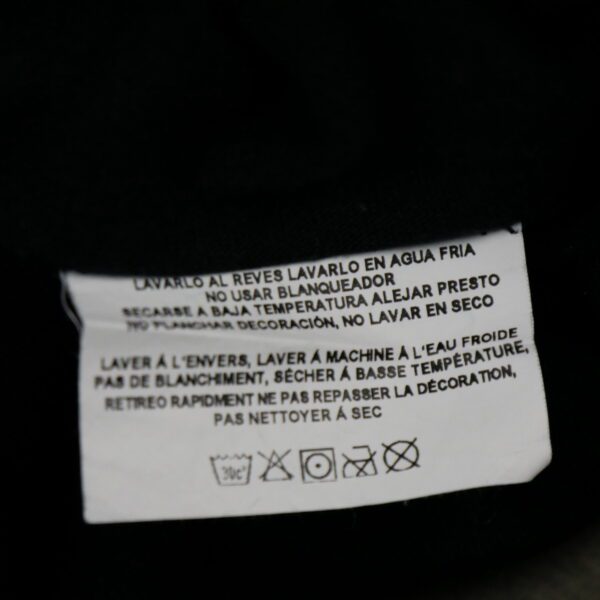 LAVARLO AL REVES LAVARLO EN AGUA FRIA
NO USAR BLANQUEADOR
SECARSE A BAJA TEMPERATURA ALEJAR PRESTO
NO PLANCHAR DECORACIÓN, NO LAVAR EN SECO
LAVER Á L'ENVERS, LAVER Á MACHINE Á L'EAU FROIDE
PAS DE BLANCHIMENT, SÉCHER Á BASSE TEMPÉRATURE,
RETIREO RAPIDMENT NE PAS REPASSER LA DÉCORATION,
PAS NETTOYER Á SEC
30c°